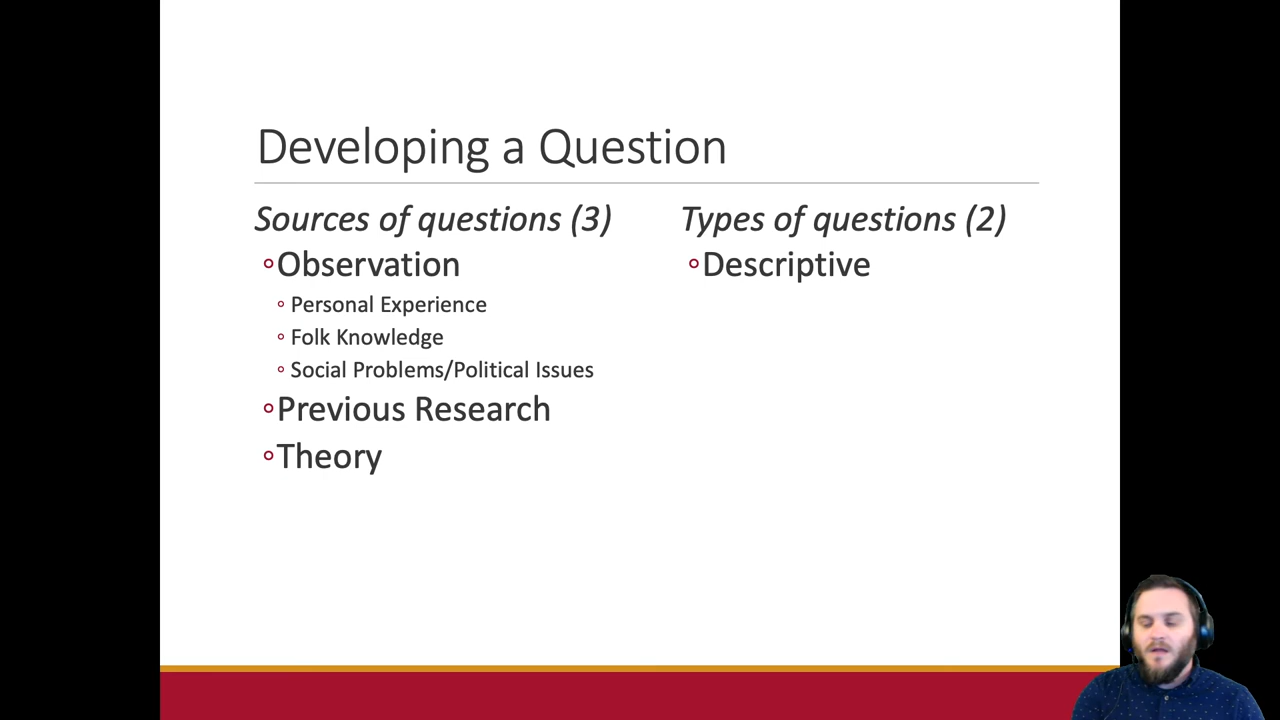 Developing a Question
Sources of questions (3)
Observation
Personal Experience
Folk Knowledge
Social Problems/Political Issues
Previous Research
Theory
Types of questions (2)
Descriptive